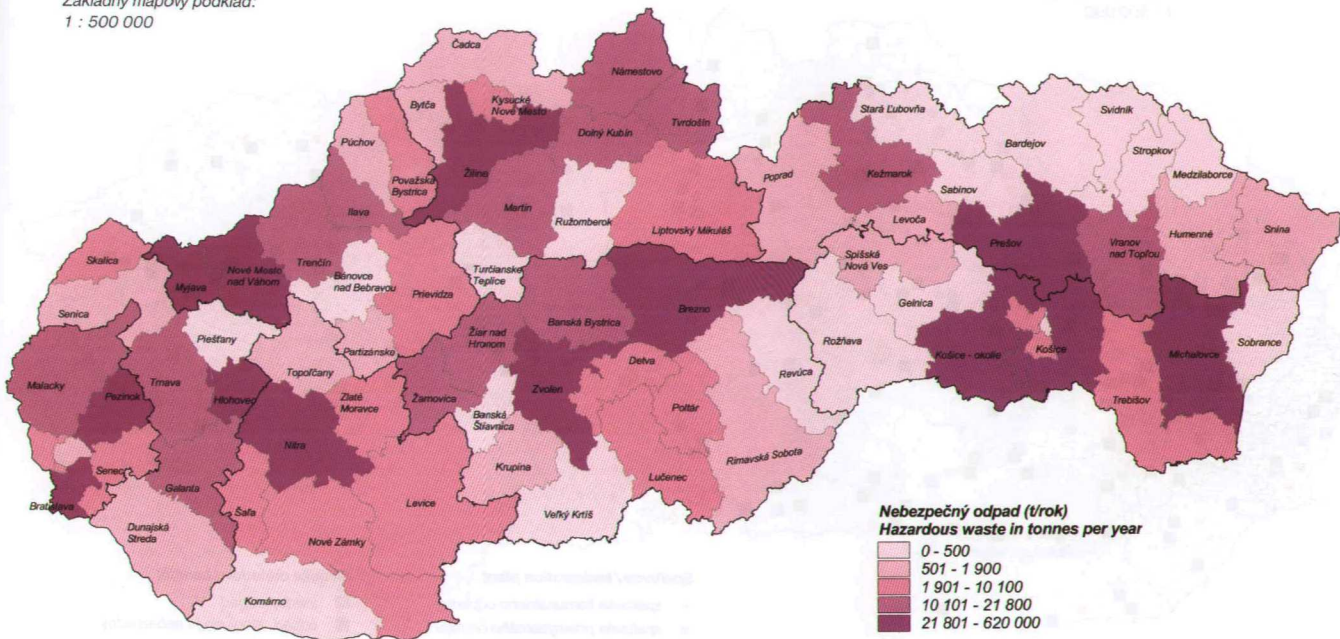 Základný mapový podklad:
1 : 500 000
Čadca
Námestovo
Bytča
Kysucké
Nové Mesto
Tvrdošín
Dolný Kubín
Púchov
Považská
Bystrica
Žilina
Martin
Ružomberok
Liptovský Mikuláš
Poprad
Kežmarok
Stará Ľubovňa
Bardejov
Svidník
Stropkov
Medzilaborce
Sabinov
Levoča
Prešov
Vranov
nad Topľou
Humenné
Snina
Ilava
Trenčín
Skalica
Myjava
Nové Mesto
nad Váhom
Bánovce
nad Bebravou
Prievidza
Turčianske
Teplice
Spišská
Nová Ves
Gelnica
Senica
Piešťany
Partizánske
Topoľčany
Žiar nad
Hronom
Banská Bystrica
Brezno
Rožňava
Revúca
Košice - okolie
Košice
Michalovce
Sobrance
Trebišov
Malacky
Trnava
Pezinok
Hlohovec
Zlaté
Moravce
Žarnovica
Zvolen
Detva
Poltár
Banská
Štiavnica
Nitra
Krupina
Lučenec
Rimavská Sobota
Senec
Bratislava
Galanta
Šaľa
Levice
Veľký Krtíš
Dunajská
Streda
Nové Zámky
Komárno
Nebezpečný odpad (t/rok)
Hazardous waste in tonnes per year
0 - 500
501 - 1 900
1 901 - 10 100
10 101 - 21 800
21 801 - 620 000